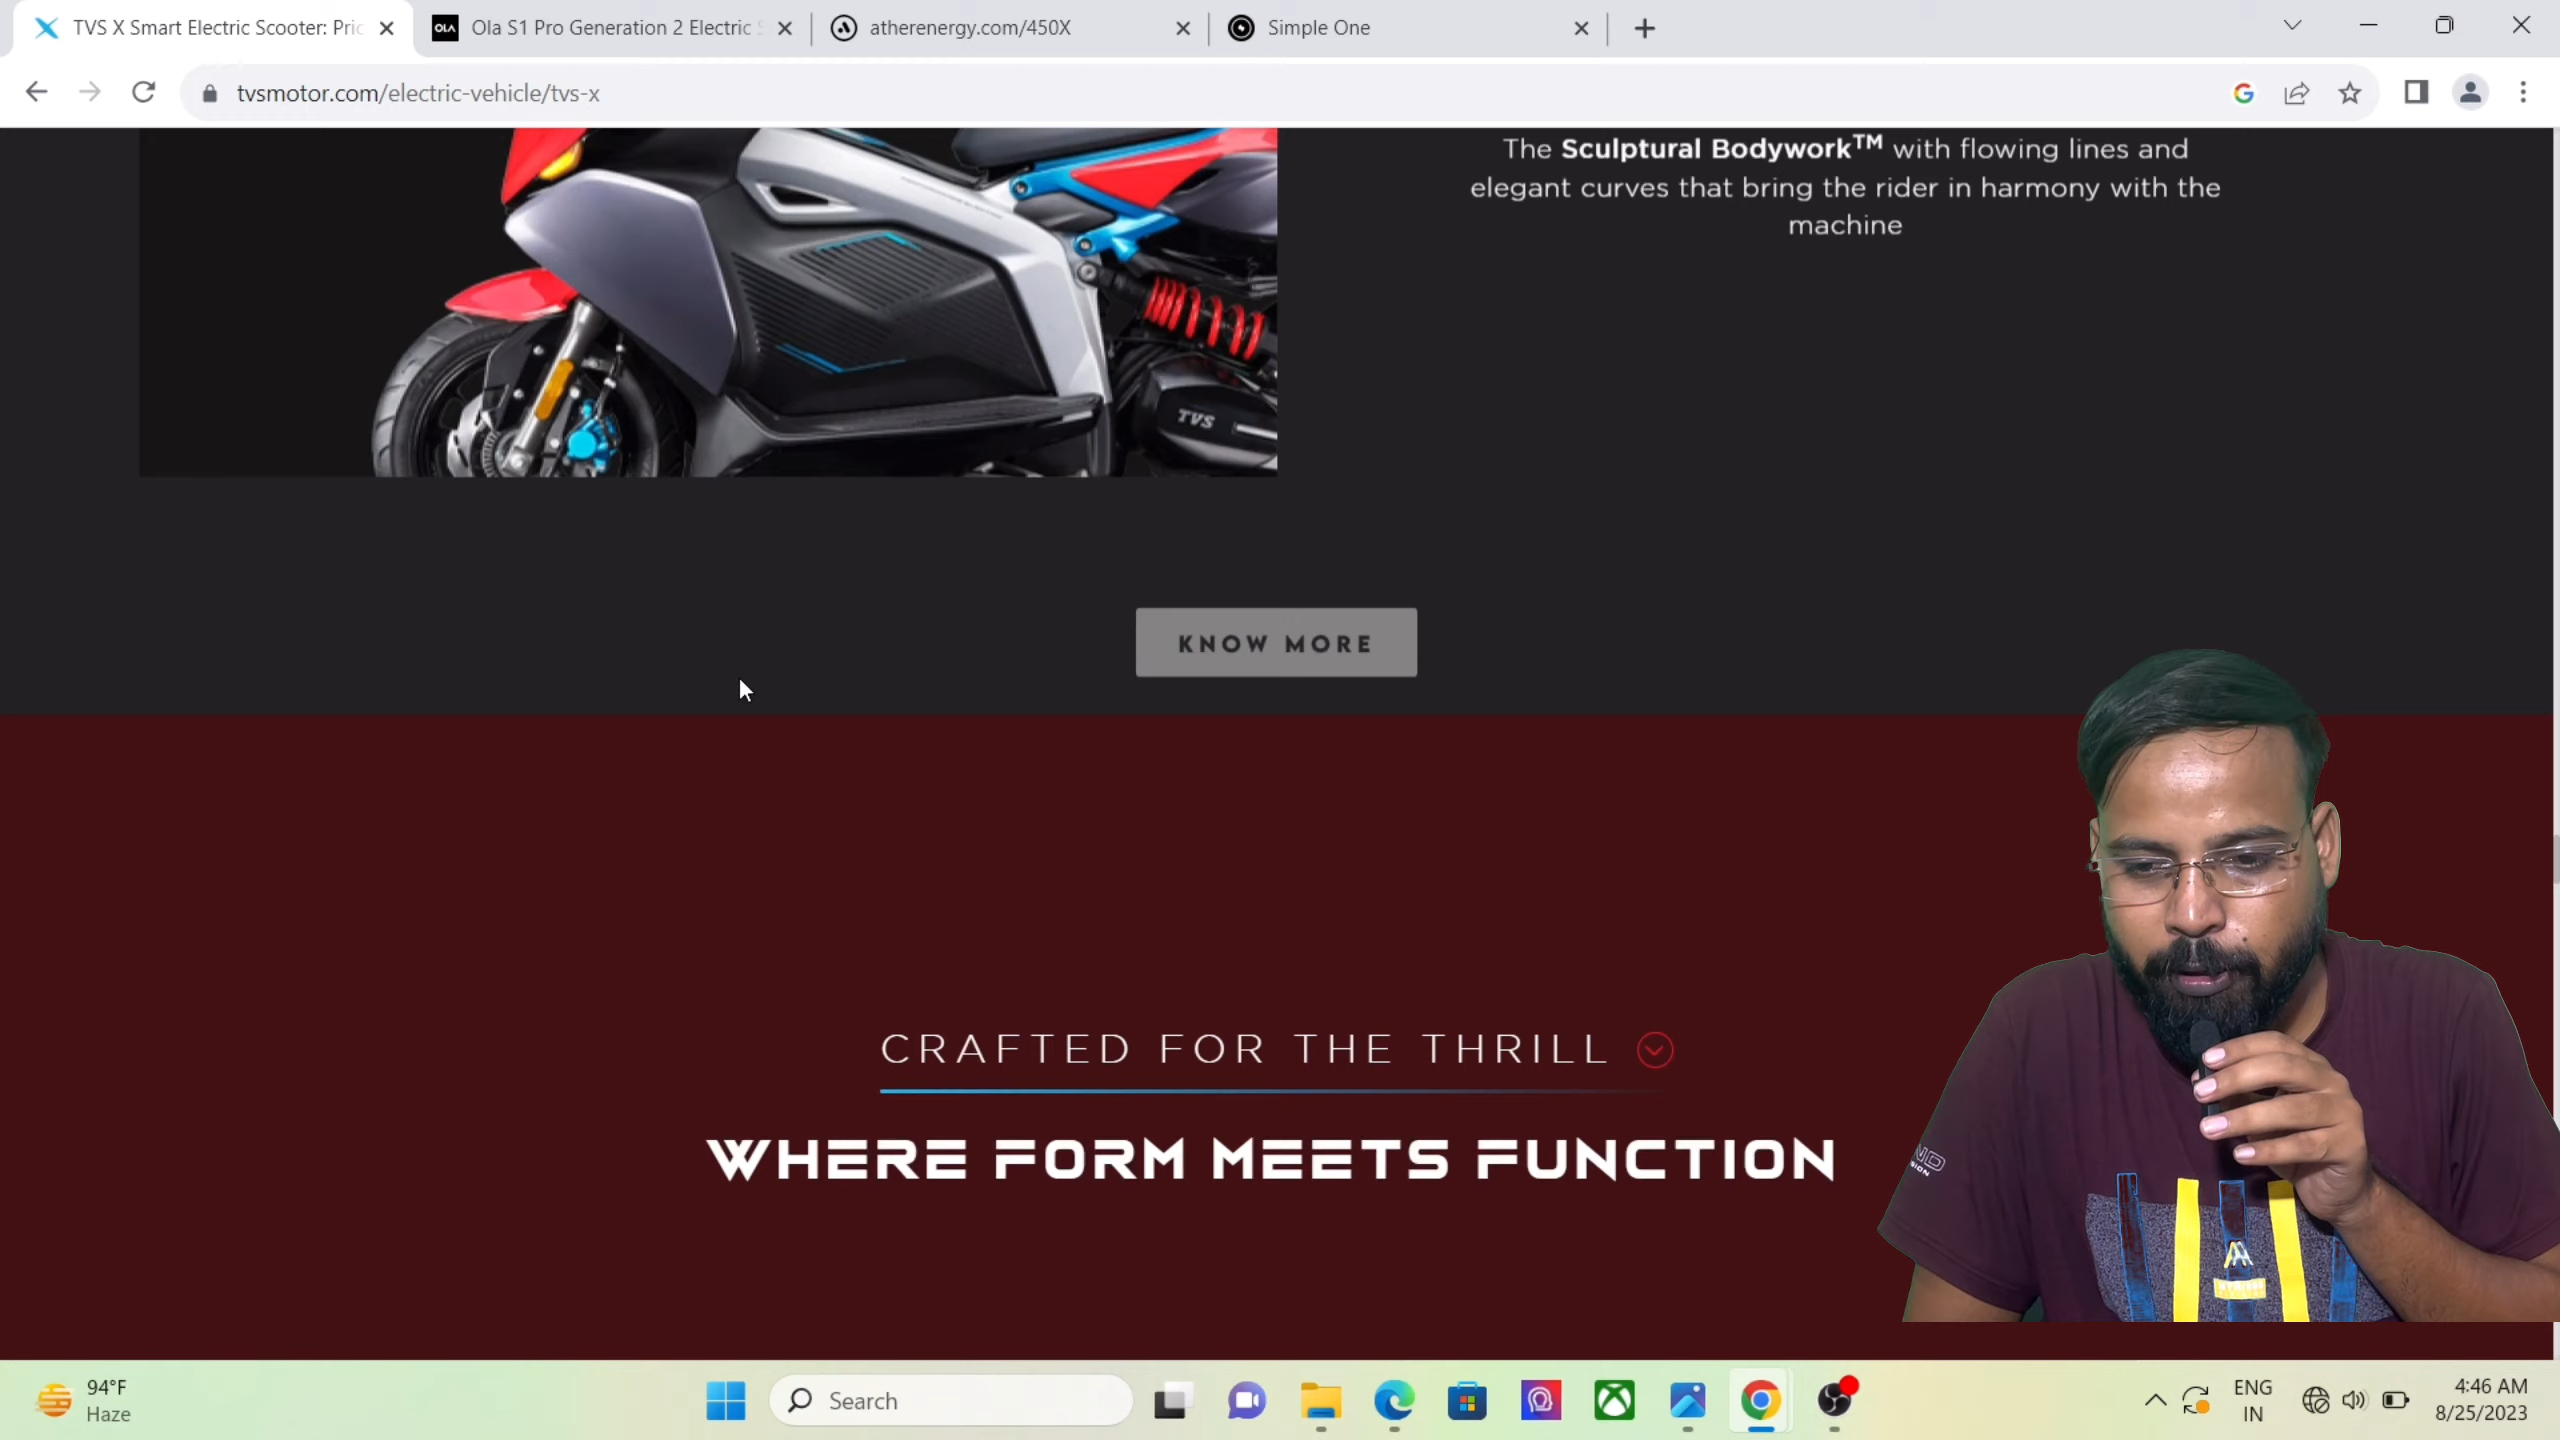 TVS X Smart Electric Scooter: Pric
OLA
Ola S1 Pro Generation 2 Electric S
atherenergy.com/450X
Simple One
tvsmotor.com/electric-vehicle/tvs-x
The Sculptural Bodywork™ with flowing lines and
elegant curves that bring the rider in harmony with the
machine
TVS
KNOW MORE
CRAFTED FOR THE THRILL
WHERE FORM MEETS FUNCTION
94°F
Haze
Search
ENG
IN
4:46 AM
8/25/2023